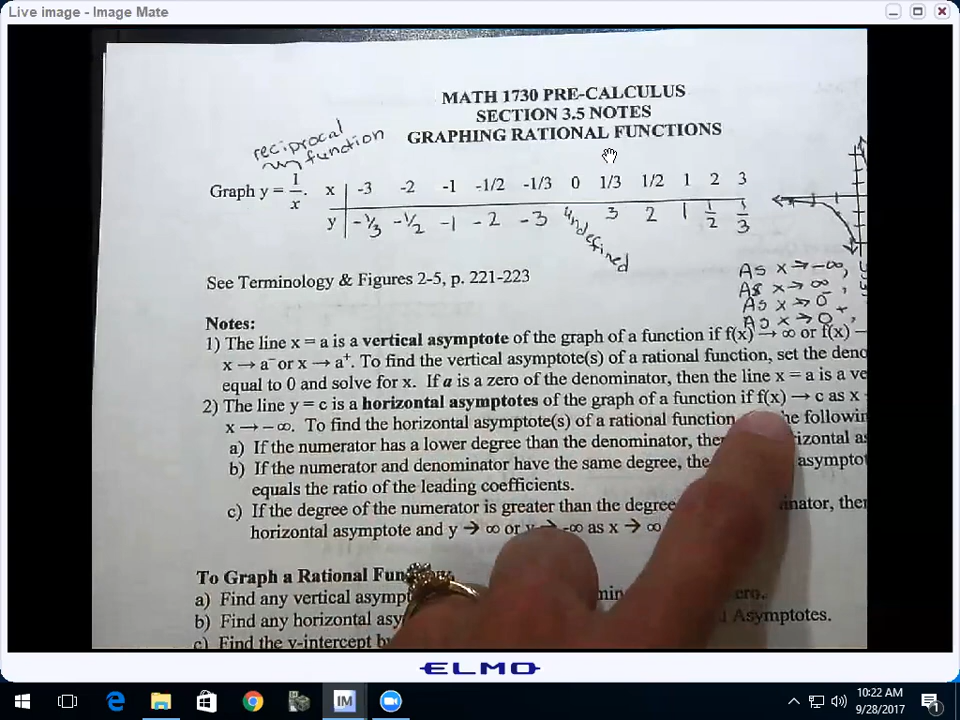 Live image - Image Mate
MATH 1730 PRE-CALCULUS
SECTION 3.5 NOTES
GRAPHING RATIONAL FUNCTIONS
reciprocal
function
Graph y = 1/x. x -3 -2 -1 -1/2 -1/3 0 1/3 1/2 1 2 3
y -1/3 -1/2 -1 -2 -3 undefined 3 2 1 1/2 1/3
See Terminology & Figures 2-5, p. 221-223
As x → -∞,
As x → ∞,
As x → 0⁻
As x → 0⁺,
Notes:
1) The line x = a is a vertical asymptote of the graph of a function if f(x) → ∞ or f(x)
x → a⁻ or x → a⁺. To find the vertical asymptote(s) of a rational function, set the
equal to 0 and solve for x. If a is a zero of the denominator, then the line x = a is a
2) The line y = c is a horizontal asymptotes of the graph of a function if f(x) → c as x
x → - ∞. To find the horizontal asymptote(s) of a rational function
a) If the numerator has a lower degree than the denominator,
b) If the numerator and denominator have the same degree,
equals the ratio of the leading coefficients.
c) If the degree of the numerator is greater than the degree
horizontal asymptote and y → ∞ or y → -∞ as x → ∞
To Graph a Rational
a) Find any vertical
b) Find any horizontal Asymptotes.
c) Find the y-intercept
ELMO
IM
10:22 AM
9/28/2017
1